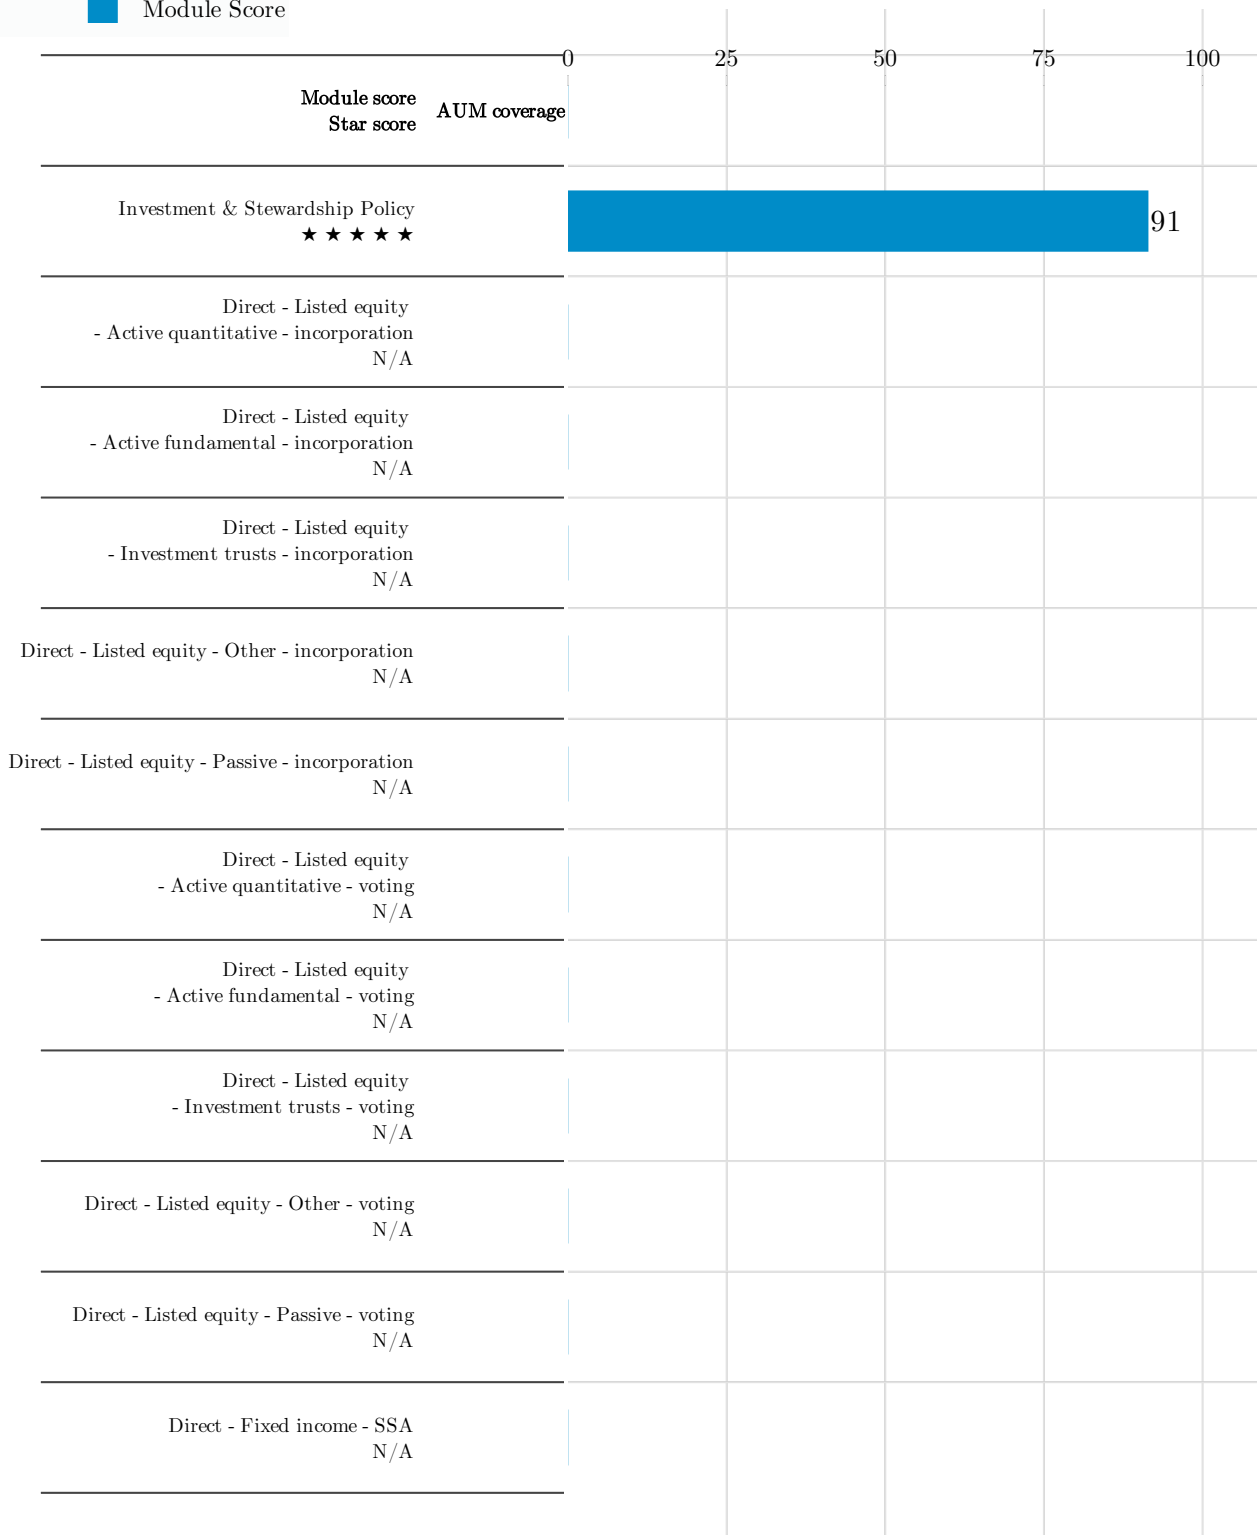 Module Score
0 25 50 75 100
Module score
Star score
AUM coverage
Investment & Stewardship Policy
★ ★ ★ ★ ★
91
Direct - Listed equity
- Active quantitative - incorporation
N/A
Direct - Listed equity
- Active fundamental - incorporation
N/A
Direct - Listed equity
- Investment trusts - incorporation
N/A
Direct - Listed equity - Other - incorporation
N/A
Direct - Listed equity - Passive - incorporation
N/A
Direct - Listed equity
- Active quantitative - voting
N/A
Direct - Listed equity
- Active fundamental - voting
N/A
Direct - Listed equity
- Investment trusts - voting
N/A
Direct - Listed equity - Other - voting
N/A
Direct - Listed equity - Passive - voting
N/A
Direct - Fixed income - SSA
N/A